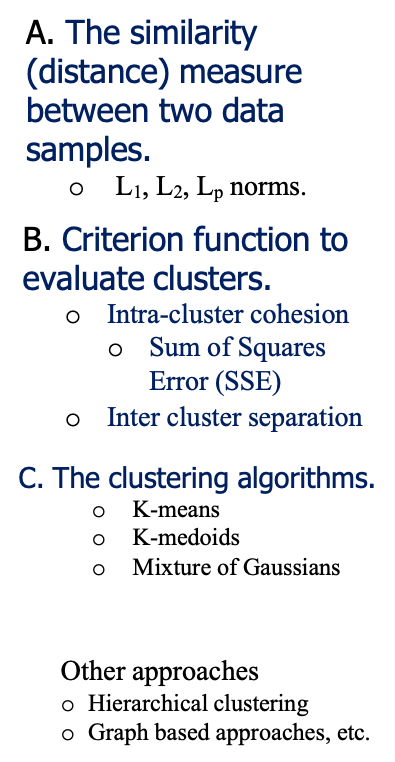 A. The similarity
(distance) measure
between two data
samples.
o L1, L2, Lp norms.
B. Criterion function to
evaluate clusters.
o Intra-cluster cohesion
o Sum of Squares
Error (SSE)
o Inter cluster separation
C. The clustering algorithms.
o K-means
o K-medoids
o Mixture of Gaussians
Other approaches
o Hierarchical clustering
o Graph based approaches, etc.